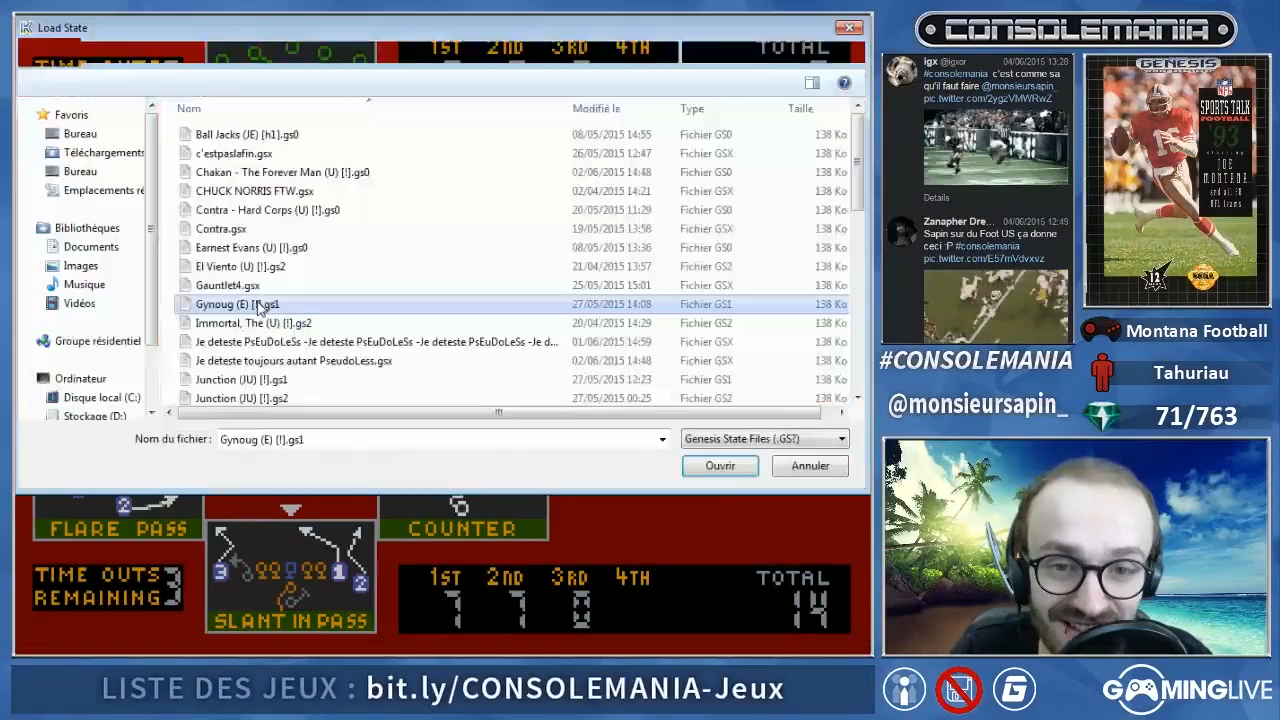 Load State
1ST 2ND 3RD 4TH TOTAL
Nom Modifié le Type Taille
Favoris
Bureau
Téléchargements
Bureau
Emplacements ré
Bibliothèques
Documents
Images
Musique
Vidéos
Groupe résidentiel
Ordinateur
Disque local (C:)
Stockage (D:)
Ball Jacks (JE) [h1].gs0 08/05/2015 14:55 Fichier GS0 138 Ko
c'estpaslafin.gsx 26/05/2015 12:47 Fichier GSX 138 Ko
Chakan - The Forever Man (U) [!].gs0 02/06/2015 14:48 Fichier GS0 138 Ko
CHUCK NORRIS FTW.gsx 02/04/2015 14:21 Fichier GSX 138 Ko
Contra - Hard Corps (U) [!].gs0 20/05/2015 11:29 Fichier GS0 138 Ko
Contra.gsx 19/05/2015 13:58 Fichier GSX 138 Ko
Earnest Evans (U) [!].gs0 08/05/2015 13:36 Fichier GS0 138 Ko
El Viento (U) [!].gs2 21/04/2015 13:57 Fichier GS2 138 Ko
Gauntlet4.gsx 25/05/2015 15:01 Fichier GSX 138 Ko
Gynoug (E) [!].gs1 27/05/2015 14:08 Fichier GS1 138 Ko
Immortal, The (U) [!].gs2 20/04/2015 14:29 Fichier GS2 138 Ko
Je deteste PsEuDoLeSs -Je deteste PsEuDoLeSs -Je deteste PsEuDoLeSs -Je d... 01/06/2015 14:59 Fichier GSX 138 Ko
Je deteste toujours autant PseudoLess.gsx 02/06/2015 14:48 Fichier GSX 138 Ko
Junction (JU) [!].gs1 27/05/2015 12:23 Fichier GS1 138 Ko
Junction (JU) [!].gs2 27/05/2015 00:25 Fichier GS2 138 Ko
Nom du fichier : Gynoug (E) [!].gs1 Genesis State Files (.GS?)
Ouvrir Annuler
2
FLARE PASS
COUNTER
TIME OUTS
REMAINING 3
3 1 2
SLANT IN PASS
1ST 2ND 3RD 4TH TOTAL
7 7 0 14
LISTE DES JEUX : bit.ly/CONSOLEMANIA-Jeux
CONSOLEMANIA
igx @igxor 04/06/2015 13:28
#consolemania c'est comme sa
qu'il faut faire @monsieursapin_
pic.twitter.com/2ygzVMWRwZ
Details
Zanapher Dre... 04/06/2015 12:49
Sapin sur du Foot US ça donne
ceci :P #consolemania
pic.twitter.com/E57mVdvxvz
GENESIS
NFL
SPORTS TALK
FOOTBALL
'93
starring
JOE
MONTANA
and all 28
NFL teams
12
#CONSOLEMANIA
@monsieursapin_
Montana Football
Tahuriau
71/763
G
GAMINGLIVE